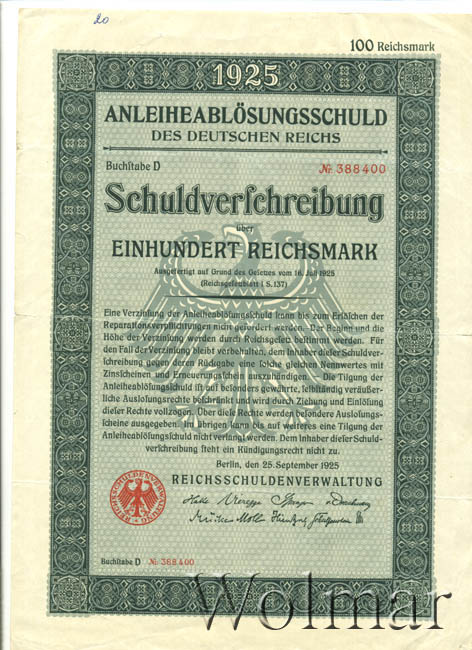 20
100 Reichsmark
1925
ANLEIHEABLÖSUNGSSCHULD
DES DEUTSCHEN REICHS
Buchſtabe D № 388400
Schuldverſchreibung
über
EINHUNDERT REICHSMARK
Ausgefertigt auf Grund des Geſetzes vom 16. Juli 1925
(Reichsgeſetzblatt I S. 137)
Eine Verzinſung der Anleiheablöſungsſchuld kann bis zum Erlöſchen der
Reparationsverpflichtungen nicht gefordert werden. Der Beginn und die
Höhe der Verzinſung werden durch Reichsgeſetz beſtimmt werden. Für
den Fall der Verzinſung bleibt vorbehalten, dem Inhaber dieſer Schuldver-
ſchreibung gegen deren Rückgabe eine ſolche gleichen Nennwertes mit
Zinsſcheinen und Erneuerungsſchein auszuhändigen. — Die Tilgung der
Anleiheablöſungsſchuld iſt auf beſonders gewährte, ſelbſtändig veräußer-
liche Ausloſungsrechte beſchränkt und wird durch Ziehung und Einlöſung
dieſer Rechte vollzogen. Über dieſe Rechte werden beſondere Ausloſungs-
ſcheine ausgegeben. Im übrigen kann bis auf weiteres eine Tilgung der
Anleiheablöſungsſchuld nicht verlangt werden. Dem Inhaber dieſer Schuld-
verſchreibung ſteht ein Kündigungsrecht nicht zu.
Berlin, den 25. September 1925
REICHSSCHULDENVERWALTUNG
REICHSSCHULDENVERWALTUNG
Buchſtabe D № 388400
Wolmar